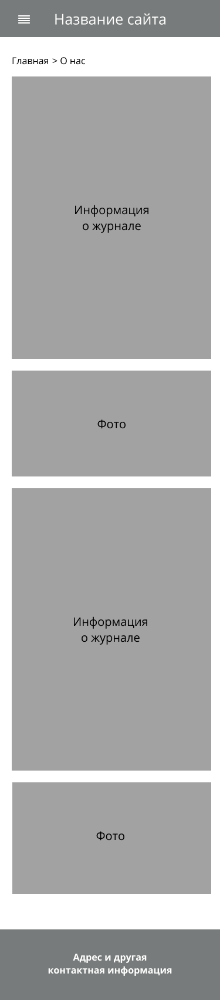 Название сайта
Главная > О нас
Информация
о журнале
Фото
Информация
о журнале
Фото
Адрес и другая
контактная информация